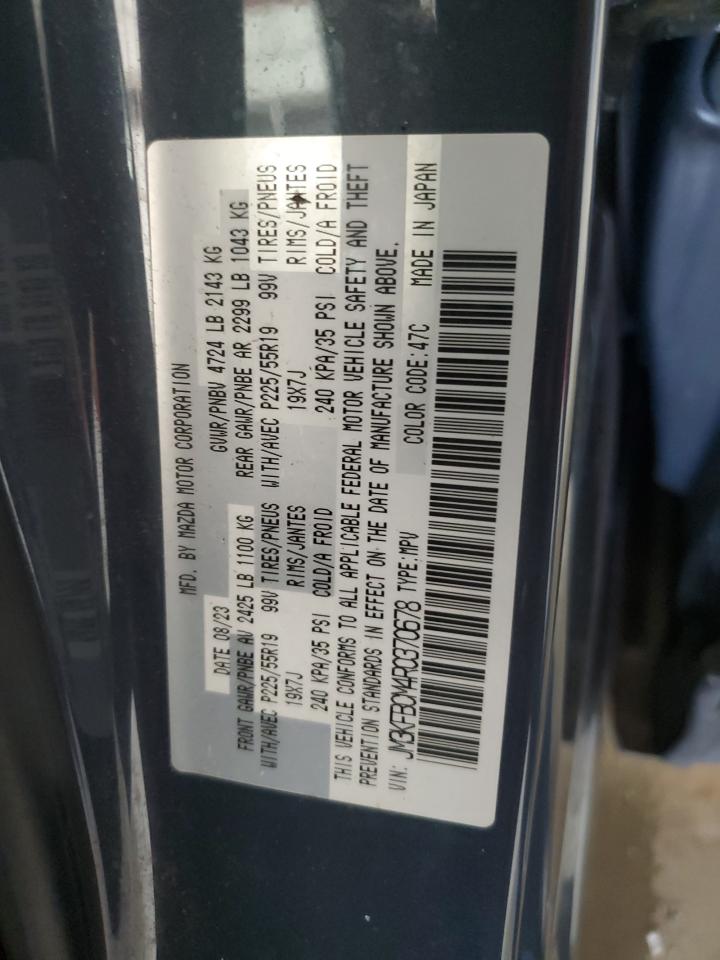 MFD. BY MAZDA MOTOR CORPORATION
DATE 08/23 GVWR/PNBV 4724 LB 2143 KG
FRONT GAWR/PNBE AV 2425 LB 1100 KG REAR GAWR/PNBE AR 2299 LB 1043 KG
WITH/AVEC P225/55R19 99V TIRES/PNEUS WITH/AVEC P225/55R19 99V TIRES/PNEUS
19X7J RIMS/JANTES 19X7J RIMS/JANTES
240 KPA/35 PSI COLD/A FROID 240 KPA/35 PSI COLD/A FROID
THIS VEHICLE CONFORMS TO ALL APPLICABLE FEDERAL MOTOR VEHICLE SAFETY AND THEFT
PREVENTION STANDARDS IN EFFECT ON THE DATE OF MANUFACTURE SHOWN ABOVE.
VIN: JM3KFBCM4R0370678 TYPE:MPV COLOR CODE:47C MADE IN JAPAN